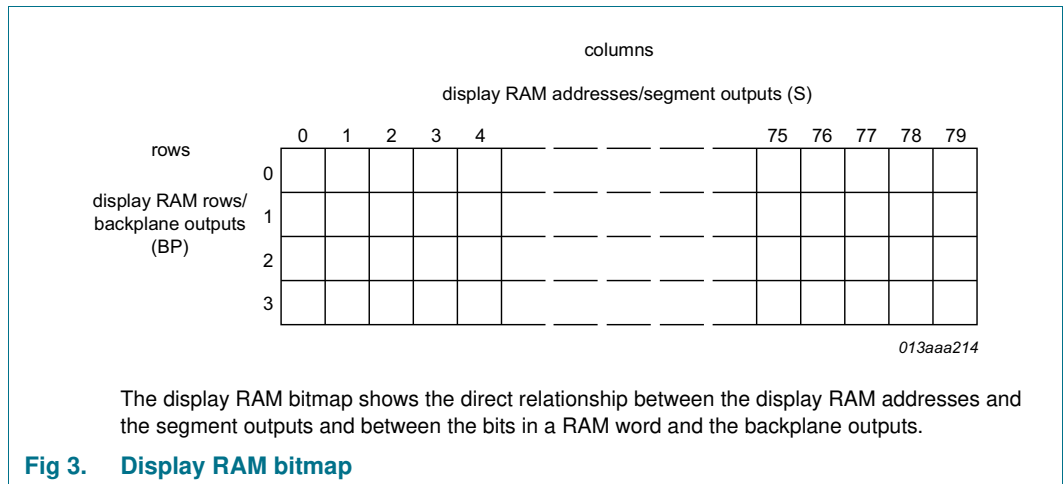 columns
display RAM addresses/segment outputs (S)
0 1 2 3 4 75 76 77 78 79
rows
0
display RAM rows/
backplane outputs
(BP)
1
2
3
013aaa214
The display RAM bitmap shows the direct relationship between the display RAM addresses and
the segment outputs and between the bits in a RAM word and the backplane outputs.
Fig 3. Display RAM bitmap